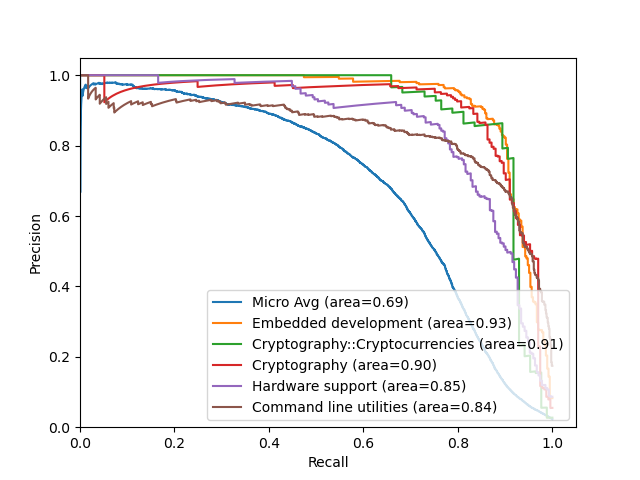 1.0
0.8
0.6
0.4
0.2
0.0
Precision
Micro Avg (area=0.69)
Embedded development (area=0.93)
Cryptography::Cryptocurrencies (area=0.91)
Cryptography (area=0.90)
Hardware support (area=0.85)
Command line utilities (area=0.84)
0.0 0.2 0.4 0.6 0.8 1.0
Recall